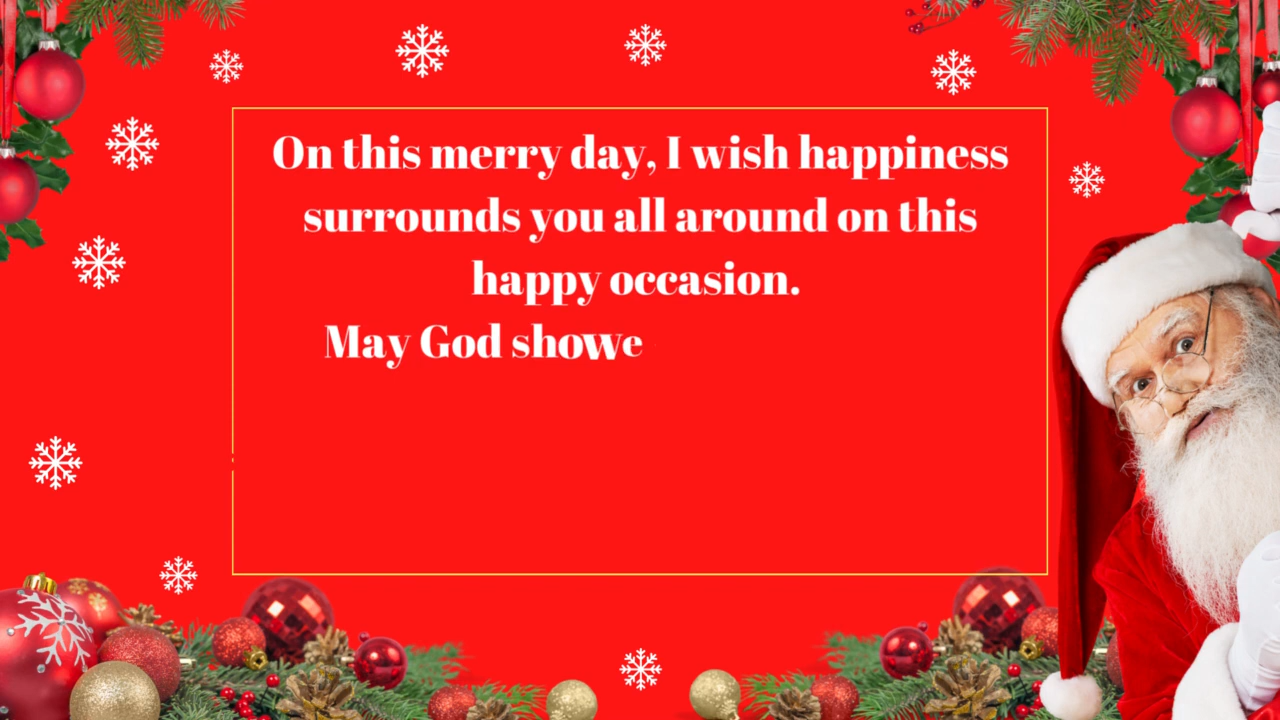 On this merry day, I wish happiness
surrounds you all around on this
happy occasion.
May God showe